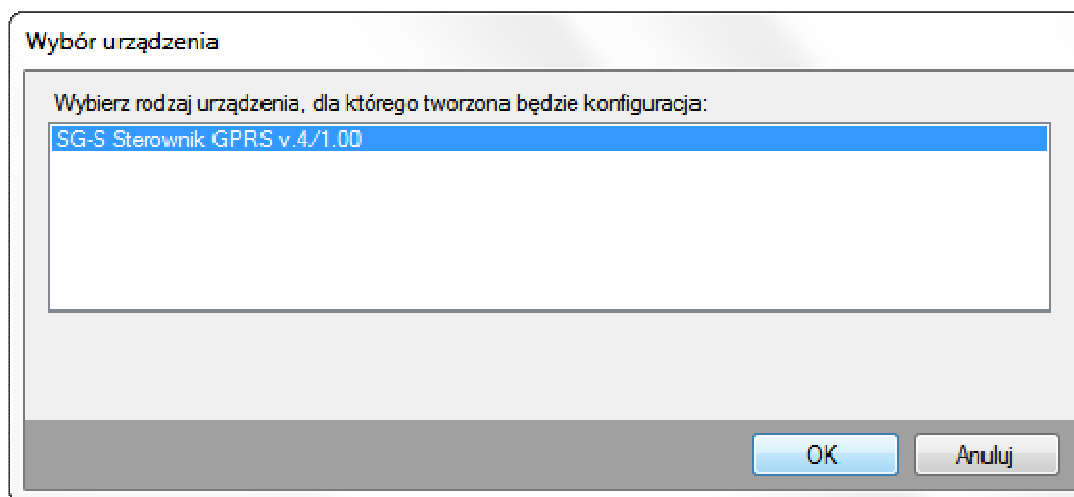 Wybór urządzenia
Wybierz rodzaj urządzenia, dla którego tworzona będzie konfiguracja:
SG-S Sterownik GPRS v.4/1.00
OK
Anuluj